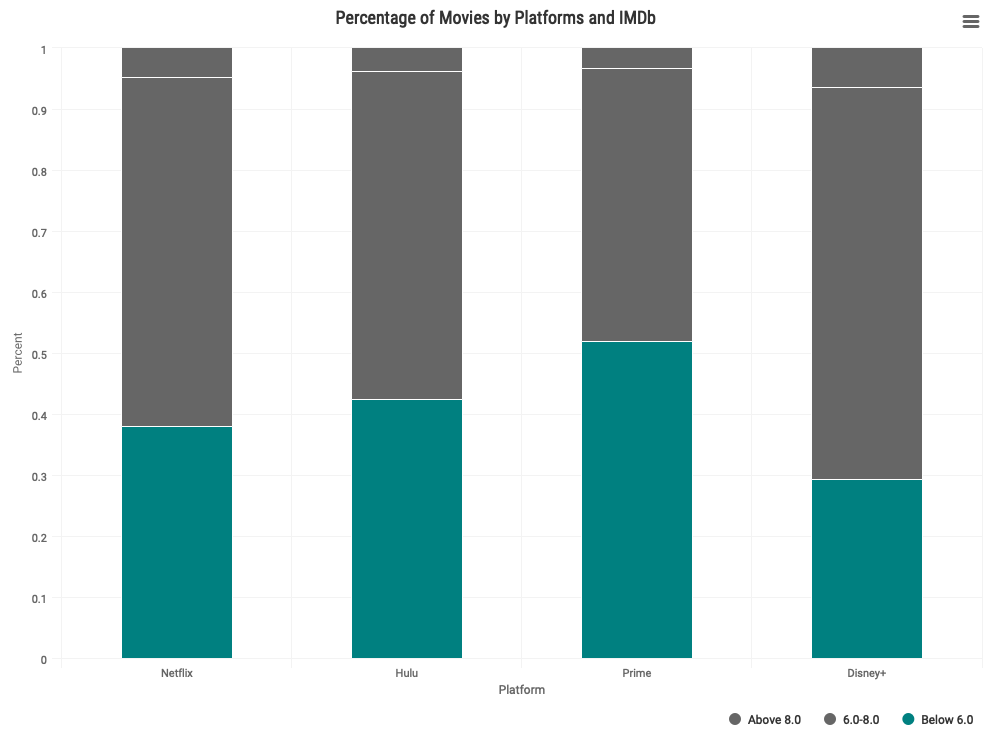 Percentage of Movies by Platforms and IMDb
Percent
1
0.9
0.8
0.7
0.6
0.5
0.4
0.3
0.2
0.1
0
Netflix Hulu Prime Disney+
Platform
Above 8.0 6.0-8.0 Below 6.0